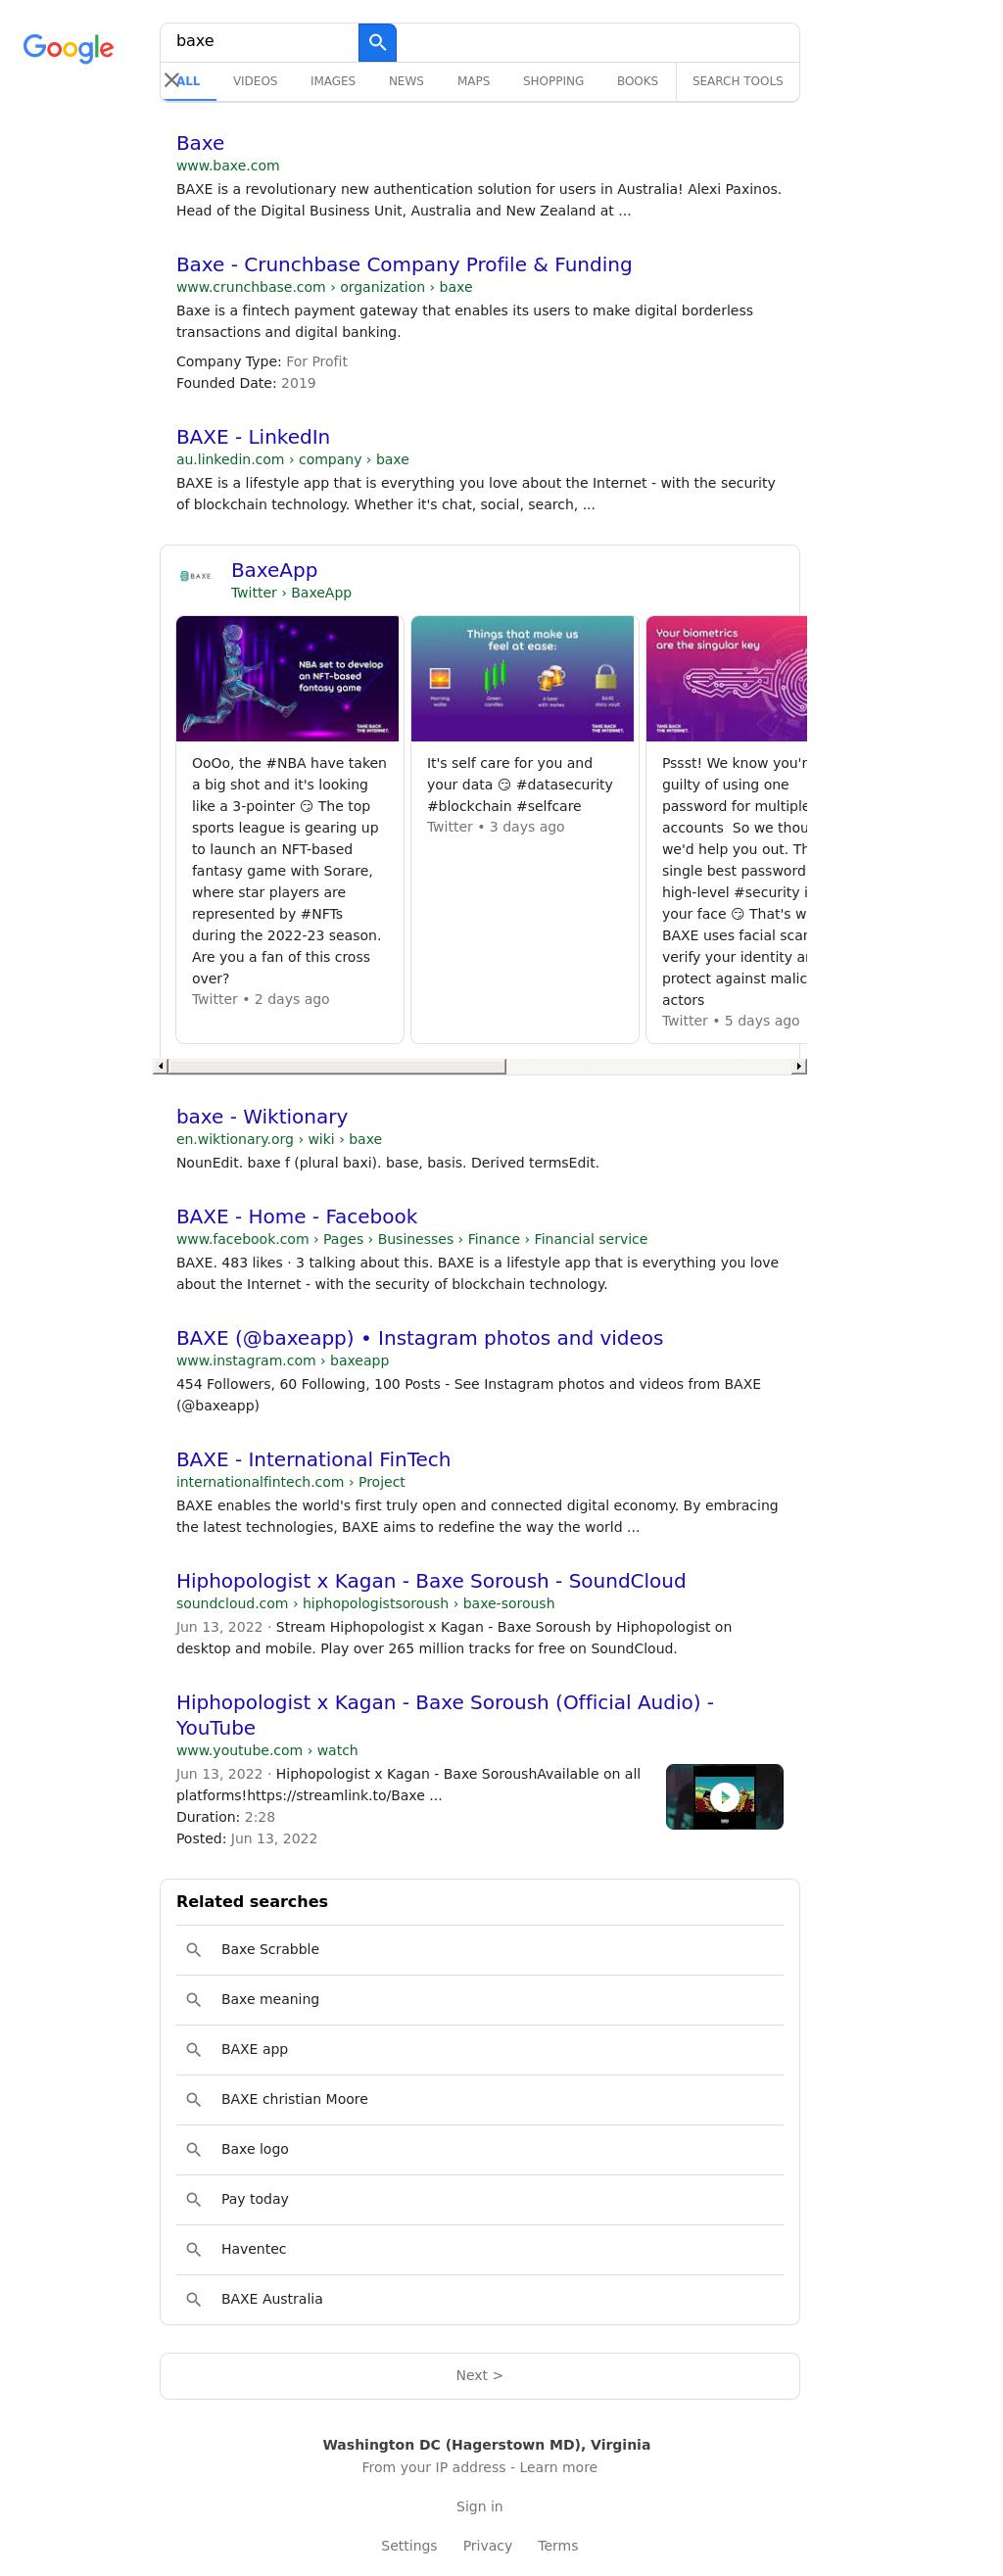 Google
baxe
ALL VIDEOS IMAGES NEWS MAPS SHOPPING BOOKS SEARCH TOOLS
Baxe
www.baxe.com
BAXE is a revolutionary new authentication solution for users in Australia! Alexi Paxinos.
Head of the Digital Business Unit, Australia and New Zealand at ...
Baxe - Crunchbase Company Profile & Funding
www.crunchbase.com › organization › baxe
Baxe is a fintech payment gateway that enables its users to make digital borderless
transactions and digital banking.
Company Type: For Profit
Founded Date: 2019
BAXE - LinkedIn
au.linkedin.com › company › baxe
BAXE is a lifestyle app that is everything you love about the Internet - with the security
of blockchain technology. Whether it's chat, social, search, ...
BAXE
BaxeApp
Twitter › BaxeApp
NBA set to develop
an NFT-based
fantasy game
TAKE BACK
THE INTERNET.
OoOo, the #NBA have taken
a big shot and it's looking
like a 3-pointer 😏 The top
sports league is gearing up
to launch an NFT-based
fantasy game with Sorare,
where star players are
represented by #NFTs
during the 2022-23 season.
Are you a fan of this cross
over?
Twitter • 2 days ago
Things that make us
feel at ease:
Morning
walks
Green
candles
A beer
with mates
BAXE
data vault
TAKE BACK
THE INTERNET.
It's self care for you and
your data 😏 #datasecurity
#blockchain #selfcare
Twitter • 3 days ago
Your biometrics
are the singular key
TAKE BACK
THE INTERNET.
Pssst! We know you'r
guilty of using one
password for multiple
accounts  So we thou
we'd help you out. Th
single best password
high-level #security i
your face 😏 That's w
BAXE uses facial scar
verify your identity ar
protect against malic
actors
Twitter • 5 days ago
baxe - Wiktionary
en.wiktionary.org › wiki › baxe
NounEdit. baxe f (plural baxi). base, basis. Derived termsEdit.
BAXE - Home - Facebook
www.facebook.com › Pages › Businesses › Finance › Financial service
BAXE. 483 likes · 3 talking about this. BAXE is a lifestyle app that is everything you love
about the Internet - with the security of blockchain technology.
BAXE (@baxeapp) • Instagram photos and videos
www.instagram.com › baxeapp
454 Followers, 60 Following, 100 Posts - See Instagram photos and videos from BAXE
(@baxeapp)
BAXE - International FinTech
internationalfintech.com › Project
BAXE enables the world's first truly open and connected digital economy. By embracing
the latest technologies, BAXE aims to redefine the way the world ...
Hiphopologist x Kagan - Baxe Soroush - SoundCloud
soundcloud.com › hiphopologistsoroush › baxe-soroush
Jun 13, 2022 · Stream Hiphopologist x Kagan - Baxe Soroush by Hiphopologist on
desktop and mobile. Play over 265 million tracks for free on SoundCloud.
Hiphopologist x Kagan - Baxe Soroush (Official Audio) -
YouTube
www.youtube.com › watch
Jun 13, 2022 · Hiphopologist x Kagan - Baxe SoroushAvailable on all
platforms!https://streamlink.to/Baxe ...
Duration: 2:28
Posted: Jun 13, 2022
Related searches
Baxe Scrabble
Baxe meaning
BAXE app
BAXE christian Moore
Baxe logo
Pay today
Haventec
BAXE Australia
Next >
Washington DC (Hagerstown MD), Virginia
From your IP address - Learn more
Sign in
Settings Privacy Terms